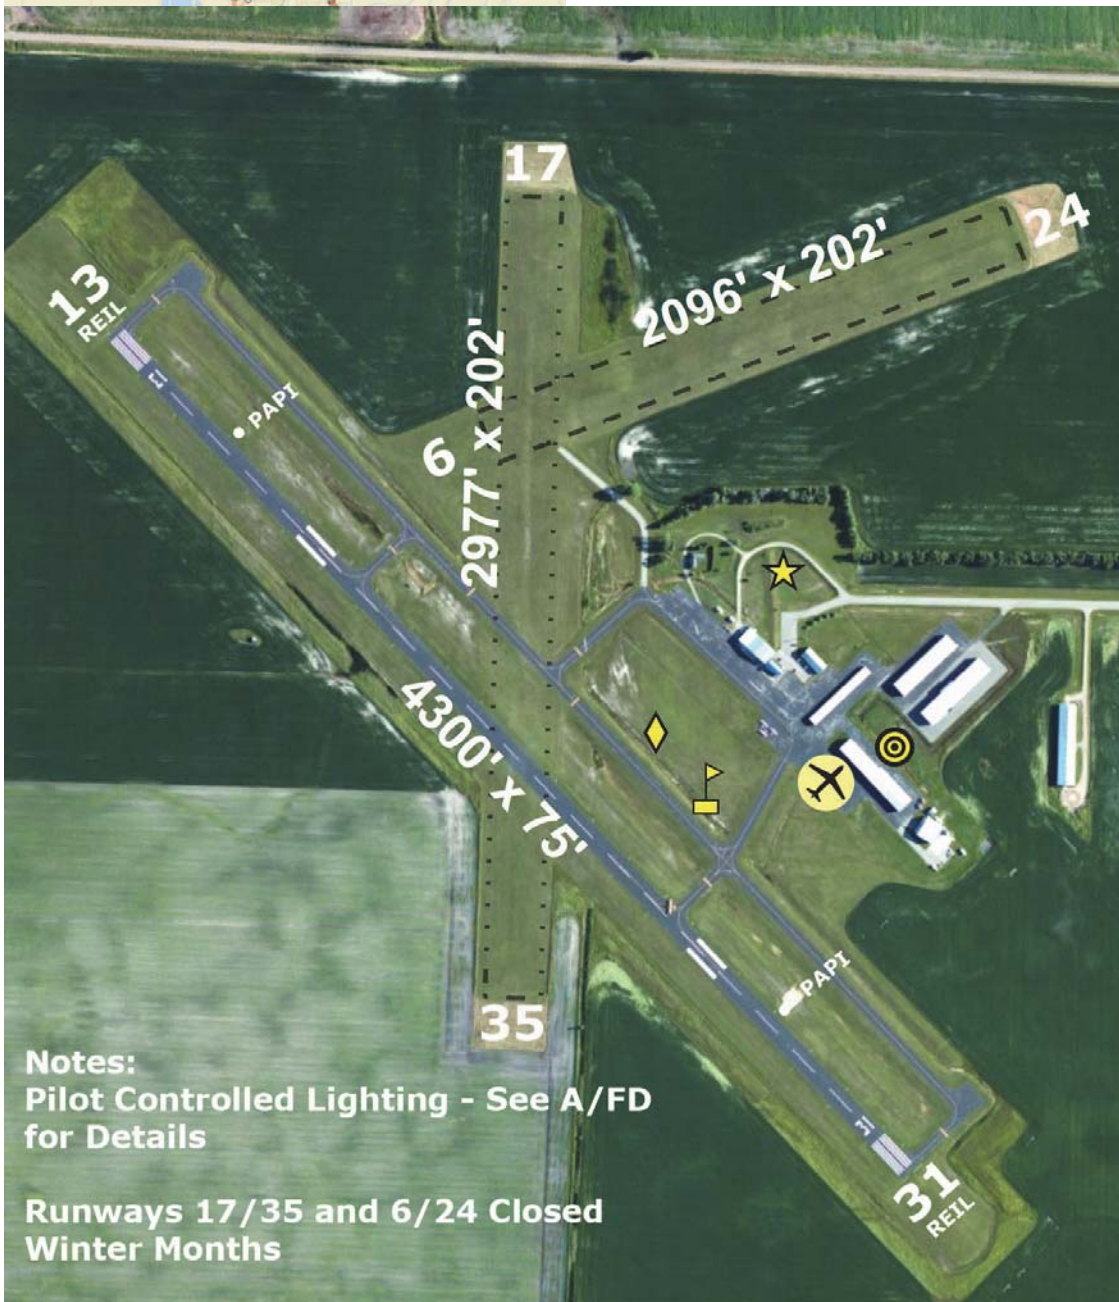 17
24
2096' x 202'
13
REIL
PAPI
6
2977' x 202'
4300' x 75'
PAPI
35
31
REIL
Notes:
Pilot Controlled Lighting - See A/FD
for Details
Runways 17/35 and 6/24 Closed
Winter Months